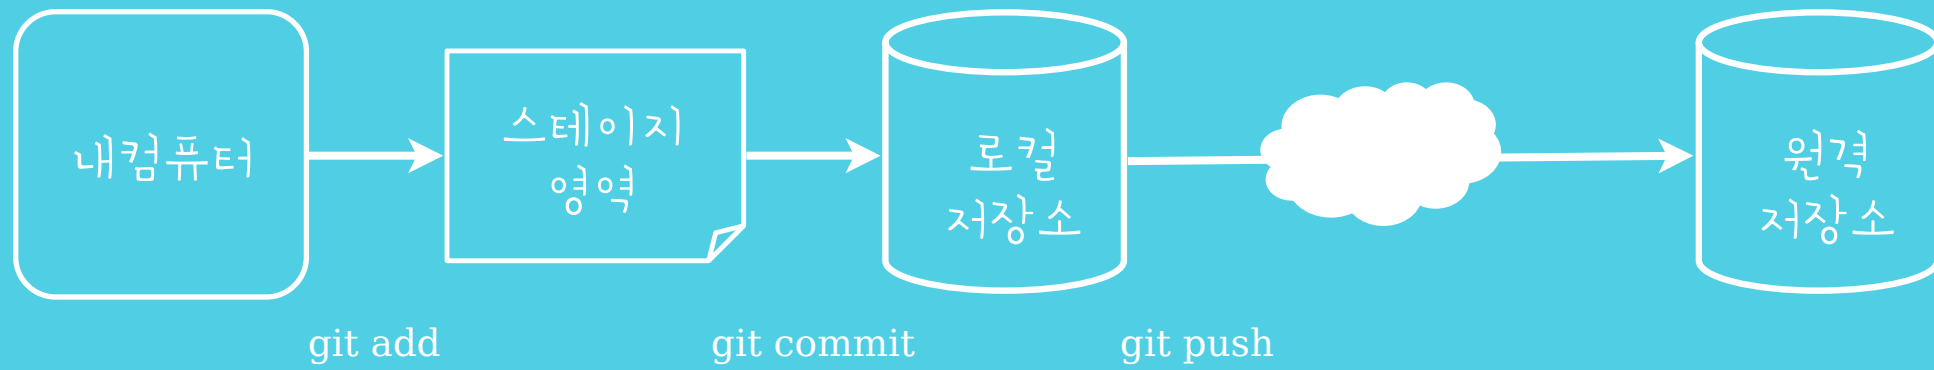 내컴퓨터
스테이지
영역
로컬
저장소
원격
저장소
git add
git commit
git push